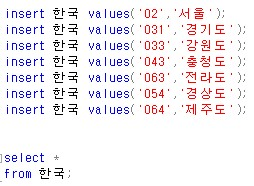 insert 한국 values('02','서울');
insert 한국 values('031','경기도');
insert 한국 values('033','강원도');
insert 한국 values('043','충청도');
insert 한국 values('063','전라도');
insert 한국 values('054','경상도');
insert 한국 values('064','제주도');
select *
from 한국;